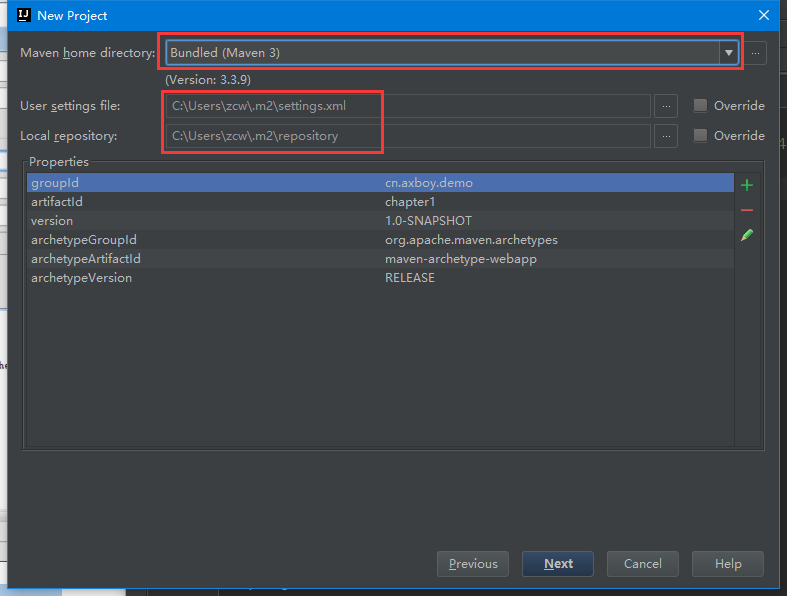 New Project
Maven home directory: Bundled (Maven 3) ...
(Version: 3.3.9)
User settings file: C:\Users\zcw\.m2\settings.xml ... Override
Local repository: C:\Users\zcw\.m2\repository ... Override
Properties
groupId cn.axboy.demo
artifactId chapter1
version 1.0-SNAPSHOT
archetypeGroupId org.apache.maven.archetypes
archetypeArtifactId maven-archetype-webapp
archetypeVersion RELEASE
Previous Next Cancel Help